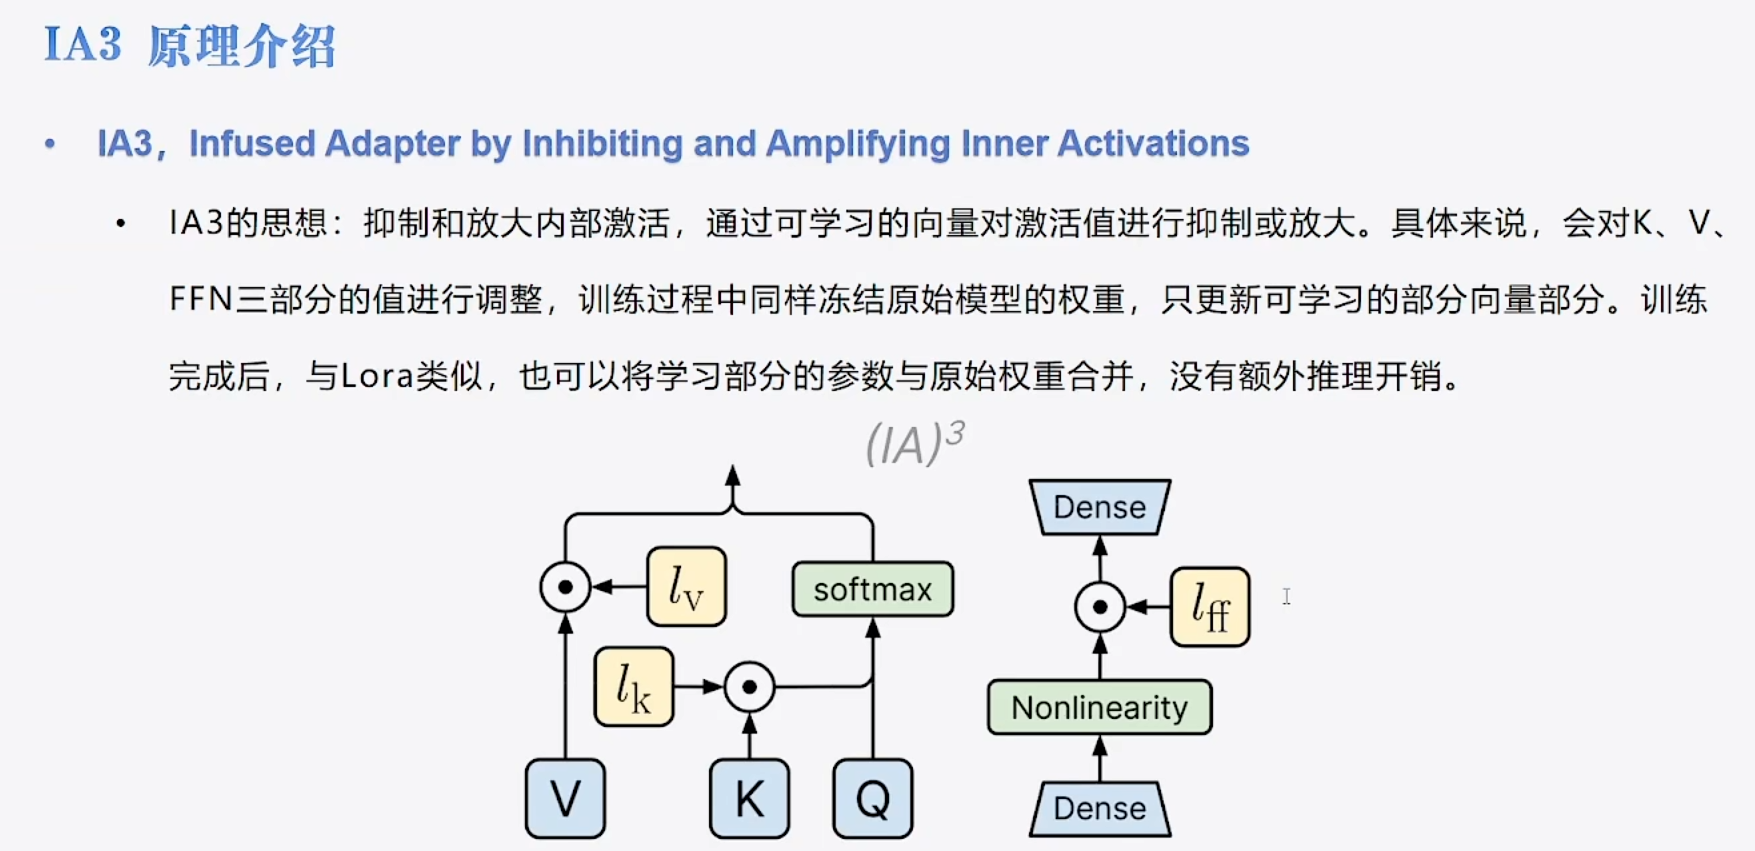 IA3 原理介绍
• IA3，Infused Adapter by Inhibiting and Amplifying Inner Activations
• IA3的思想：抑制和放大内部激活，通过可学习的向量对激活值进行抑制或放大。具体来说，会对K、V、
FFN三部分的值进行调整，训练过程中同样冻结原始模型的权重，只更新可学习的部分向量部分。训练
完成后，与Lora类似，也可以将学习部分的参数与原始权重合并，没有额外推理开销。
(IA)³
Dense
l_v
softmax
l_ff
l_k
Nonlinearity
V
K
Q
Dense